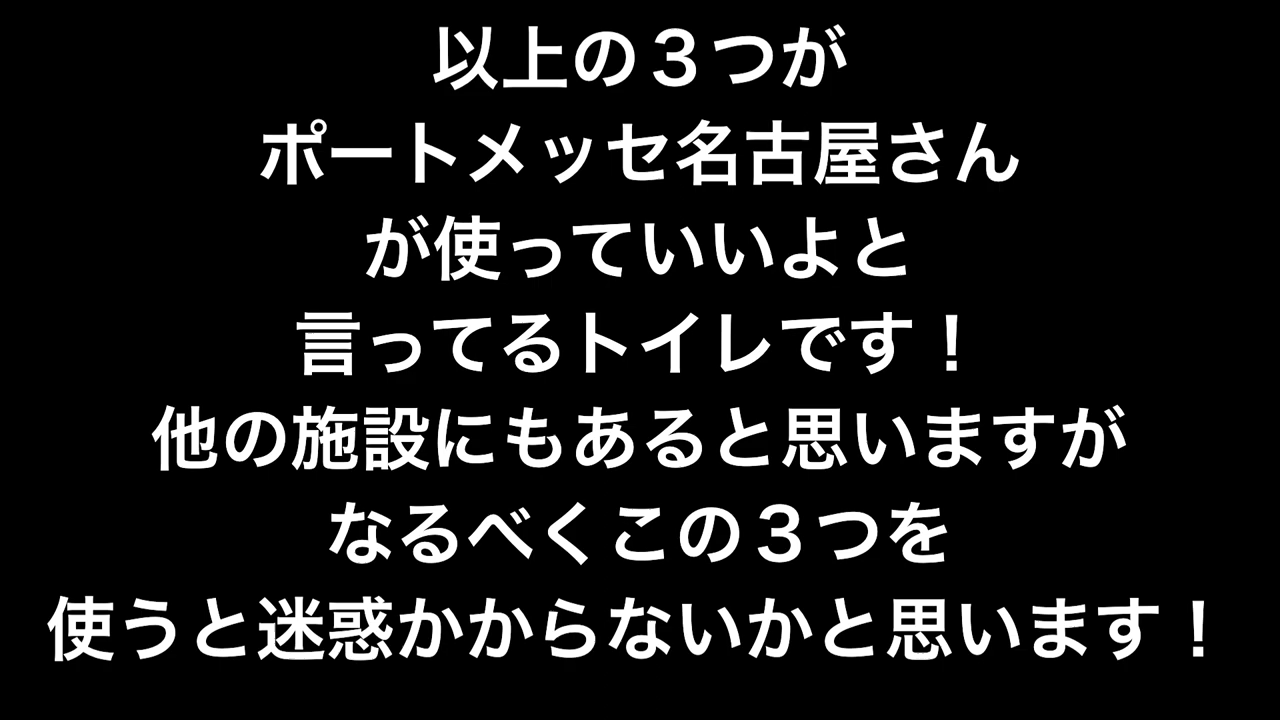 以上の３つが
ポートメッセ名古屋さん
が使っていいよと
言ってるトイレです！
他の施設にもあると思いますが
なるべくこの３つを
使うと迷惑かからないかと思います！